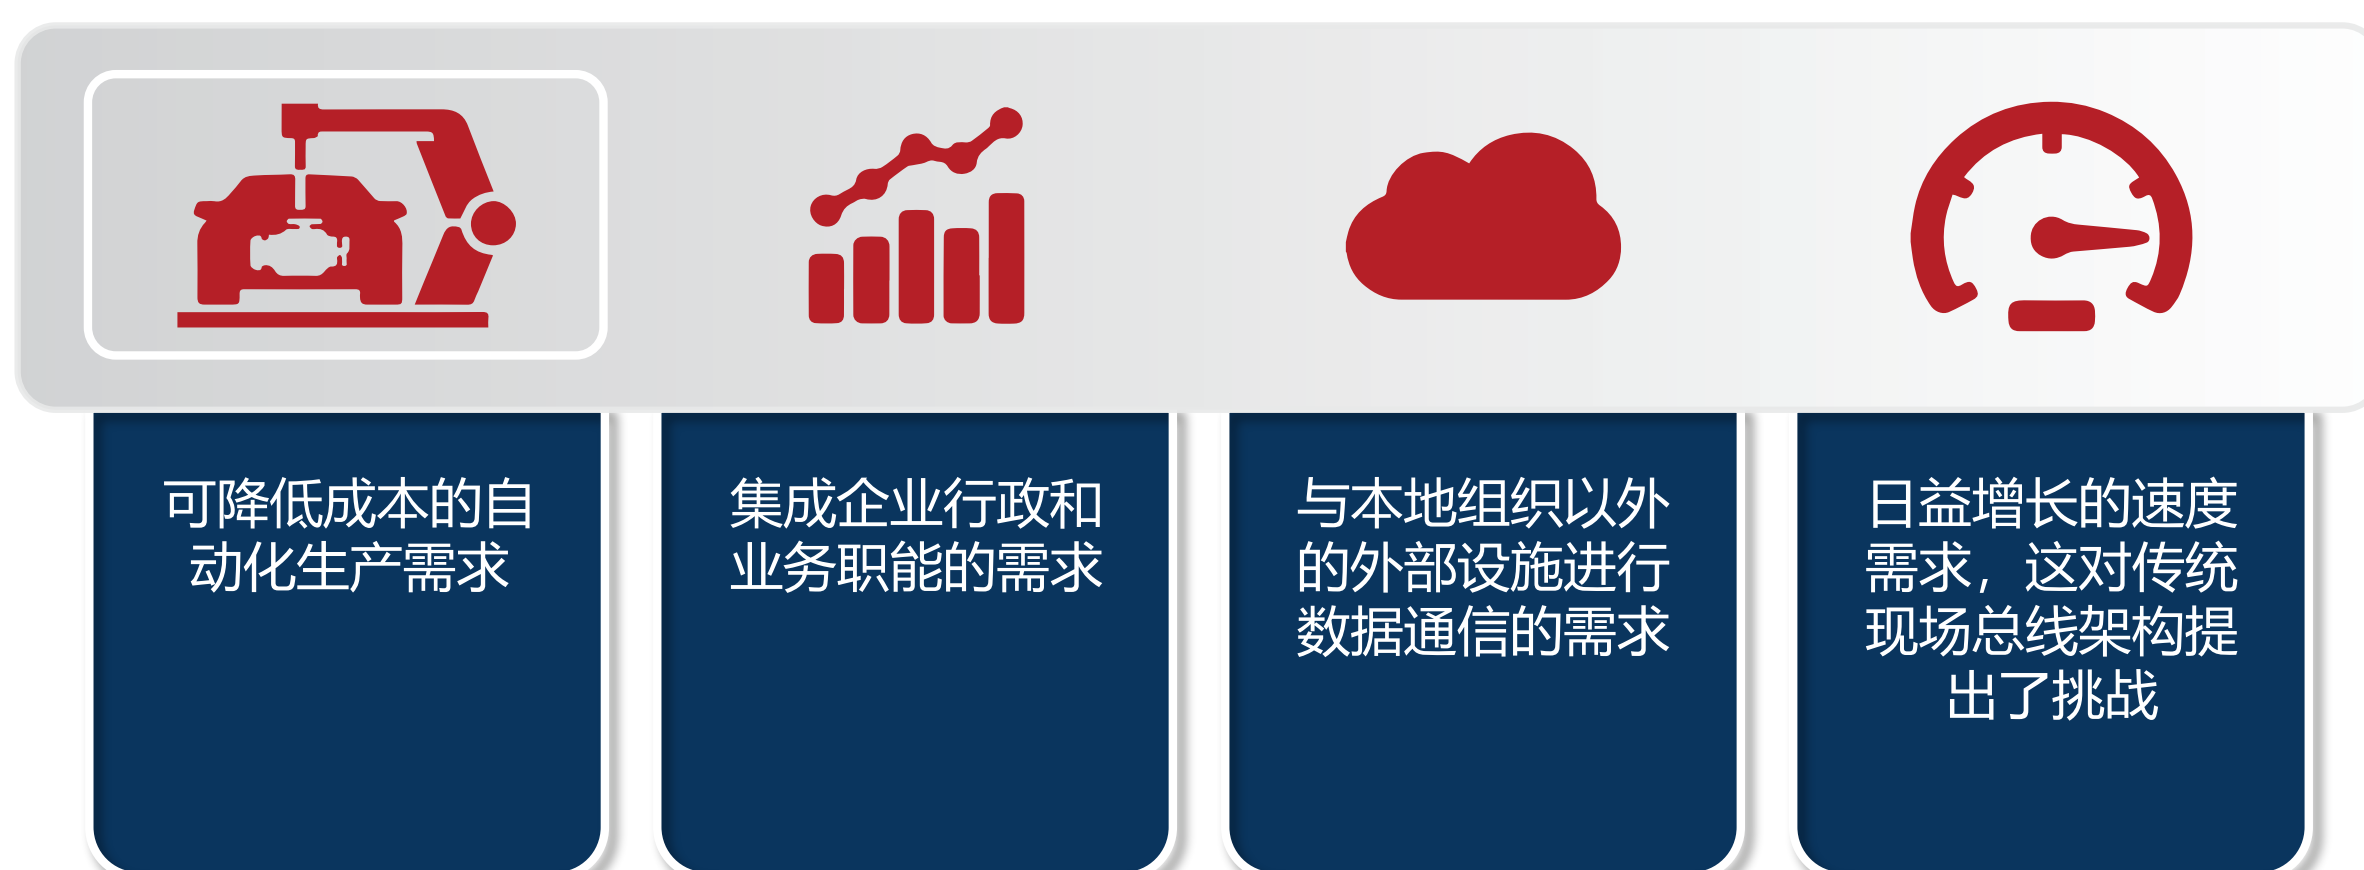 可降低成本的自
动化生产需求
集成企业行政和
业务职能的需求
与本地组织以外
的外部设施进行
数据通信的需求
日益增长的速度
需求，这对传统
现场总线架构提
出了挑战